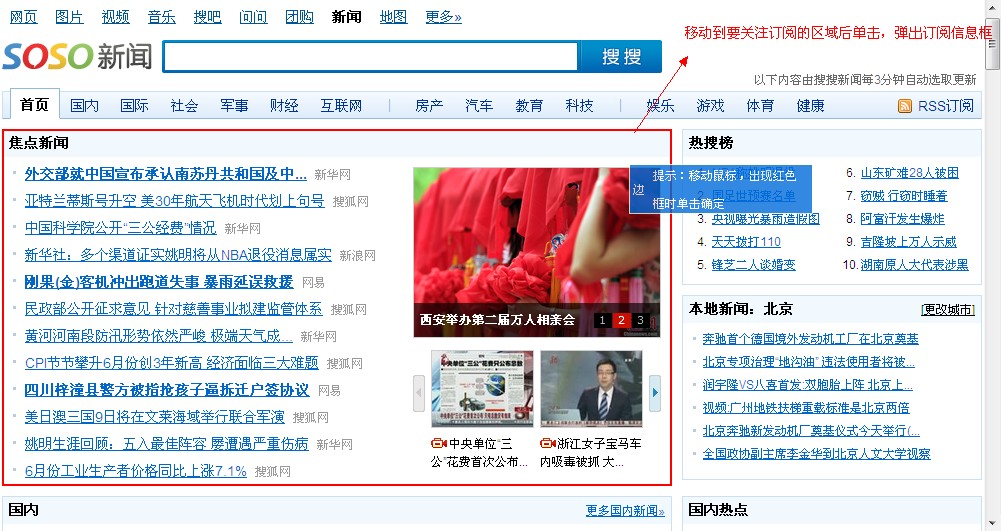 网页 图片 视频 音乐 搜吧 问问 团购 新闻 地图 更多»
移动到要关注订阅的区域后单击，弹出订阅信息框
SOSO 新闻 搜搜
以下内容由搜搜新闻每3分钟自动选取更新
首页 国内 国际 社会 军事 财经 互联网 | 房产 汽车 教育 科技 | 娱乐 游戏 体育 健康 RSS订阅
焦点新闻
外交部就中国宣布承认南苏丹共和国及中... 新华网
亚特兰蒂斯号升空 美30年航天飞机时代划上句号 搜狐网
中国科学院公开“三公经费”情况 新华网
新华社：多个渠道证实姚明将从NBA退役消息属实 新浪网
刚果(金)客机冲出跑道失事 暴雨延误救援 网易
民政部公开征求意见 针对慈善事业拟建监管体系 搜狐网
黄河河南段防汛形势依然严峻 极端天气成... 新华网
CPI节节攀升6月份创3年新高 经济面临三大难题 搜狐网
四川梓潼县警方被指抢孩子逼拆迁户签协议 网易
美日澳三国9日将在文莱海域举行联合军演 搜狐网
姚明生涯回顾：五入最佳阵容 屡遭遇严重伤病 新华网
6月份工业生产者价格同比上涨7.1% 搜狐网
西安举办第二届万人相亲会 1 2 3
中央单位“三
公”花费首次公布...
浙江女子宝马车
内吸毒被抓 大...
提示：移动鼠标，出现红色
边
框时单击确定
热搜榜
2. 国足世预赛名单
3. 央视曝光暴雨造假图
4. 天天拨打110
5. 锋芝二人谈婚变
6. 山东矿难28人被困
7. 窃贼 行窃时睡着
8. 阿富汗发生爆炸
9. 吉隆坡上万人示威
10. 湖南原人大代表涉黑
本地新闻：北京 [更改城市]
奔驰首个德国境外发动机工厂在北京奠基
北京专项治理“地沟油” 违法使用者将被...
润宇隆VS八喜首发:双胞胎上阵 北京上...
视频:广州地铁扶梯重载标准是北京两倍
北京奔驰新发动机厂奠基仪式今天举行(...
全国政协副主席李金华到北京人文大学视察
国内 更多国内新闻»
国内热点